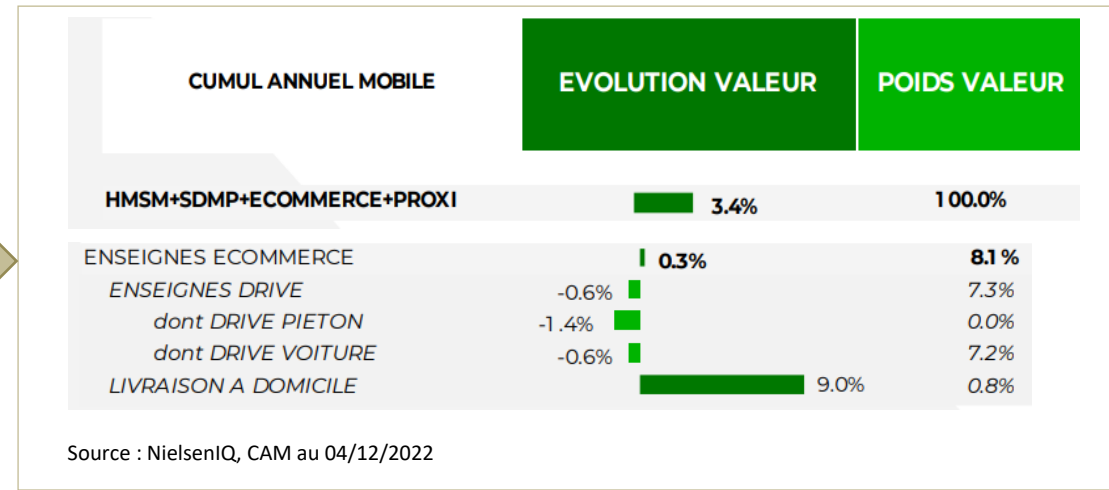 CUMUL ANNUEL MOBILE EVOLUTION VALEUR POIDS VALEUR
HMSM+SDMP+ECOMMERCE+PROXI 3.4% 100.0%
ENSEIGNES ECOMMERCE 0.3% 8.1 %
ENSEIGNES DRIVE -0.6% 7.3%
dont DRIVE PIETON -1.4% 0.0%
dont DRIVE VOITURE -0.6% 7.2%
LIVRAISON A DOMICILE 9.0% 0.8%
Source : NielsenIQ, CAM au 04/12/2022